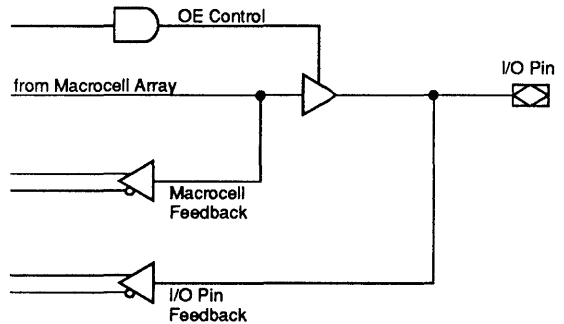 OE Control
I/O Pin
from Macrocell Array
Macrocell
Feedback
I/O Pin
Feedback